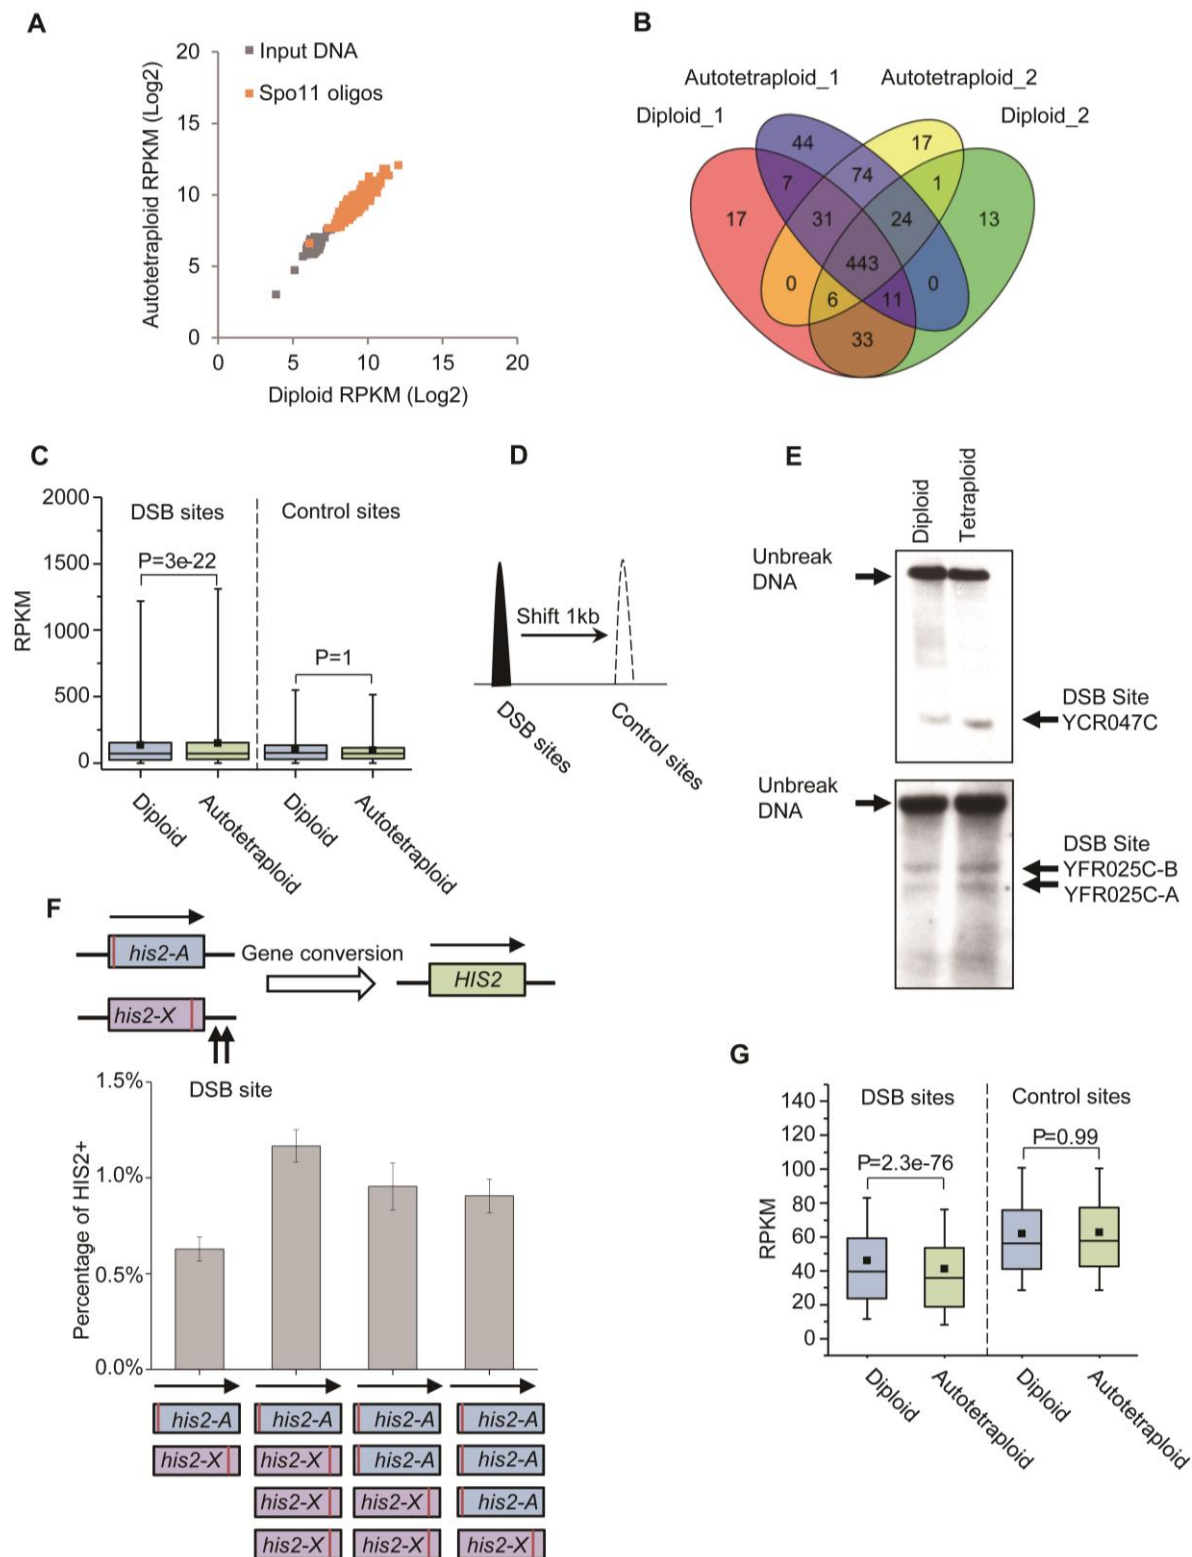 A
20
15
10
5
0
Autotetraploid RPKM (Log2)
Input DNA
Spo11 oligos
0
5
10
15
20
Diploid RPKM (Log2)
B
Autotetraploid_1
Autotetraploid_2
Diploid_1
Diploid_2
44
17
7
74
1
17
31
24
13
443
0
6
11
0
33
C
2000
1500
1000
500
0
RPKM
DSB sites
Control sites
P=3e-22
P=1
Diploid
Autotetraploid
Diploid
Autotetraploid
D
Shift 1kb
DSB sites
Control sites
E
Diploid
Tetraploid
Unbreak
DNA
DSB Site
YCR047C
Unbreak
DNA
DSB Site
YFR025C-B
YFR025C-A
F
his2-A
Gene conversion
HIS2
his2-X
DSB site
1.5%
1.0%
0.5%
0.0%
Percentage of HIS2+
his2-A
his2-A
his2-A
his2-A
his2-X
his2-X
his2-A
his2-A
his2-X
his2-X
his2-A
his2-X
his2-X
his2-X
G
140
120
100
80
60
40
20
0
RPKM
DSB sites
Control sites
P=2.3e-76
P=0.99
Diploid
Autotetraploid
Diploid
Autotetraploid